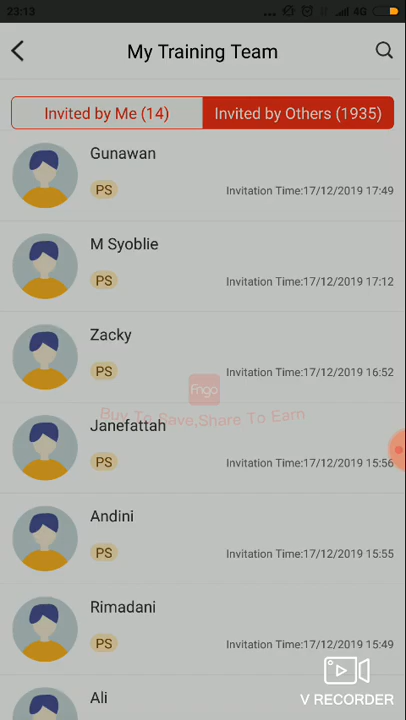 23:13
... 4G
My Training Team
Invited by Me (14)
Invited by Others (1935)
Gunawan
PS
Invitation Time:17/12/2019 17:49
M Syoblie
PS
Invitation Time:17/12/2019 17:12
Zacky
PS
Invitation Time:17/12/2019 16:52
Fngo
Buy To Save,Share To Earn
Janefattah
PS
Invitation Time:17/12/2019 15:56
Andini
PS
Invitation Time:17/12/2019 15:55
Rimadani
PS
Invitation Time:17/12/2019 15:49
Ali
V RECORDER